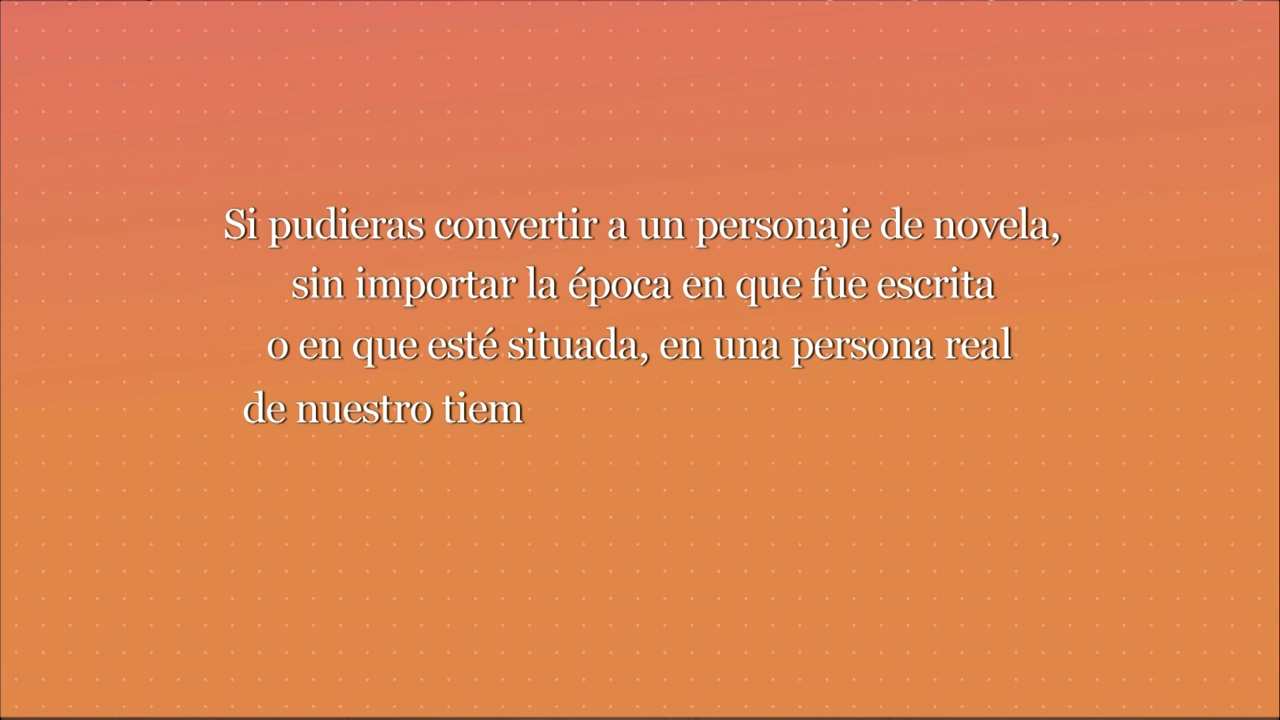 Si pudieras convertir a un personaje de novela,
sin importar la época en que fue escrita
o en que esté situada, en una persona real
de nuestro tiem